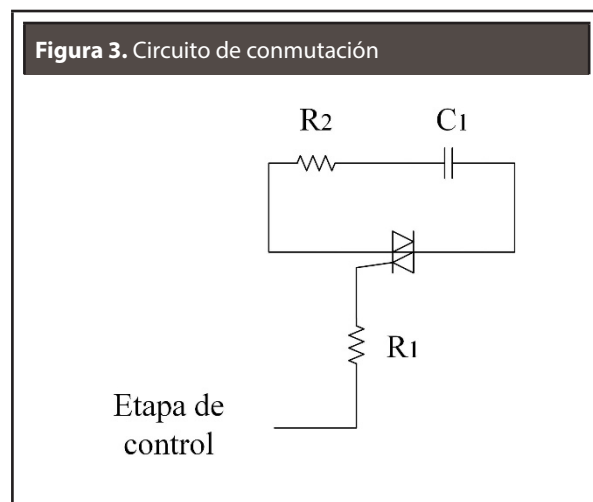 Figura 3. Circuito de conmutación
R2
C1
R1
Etapa de
control